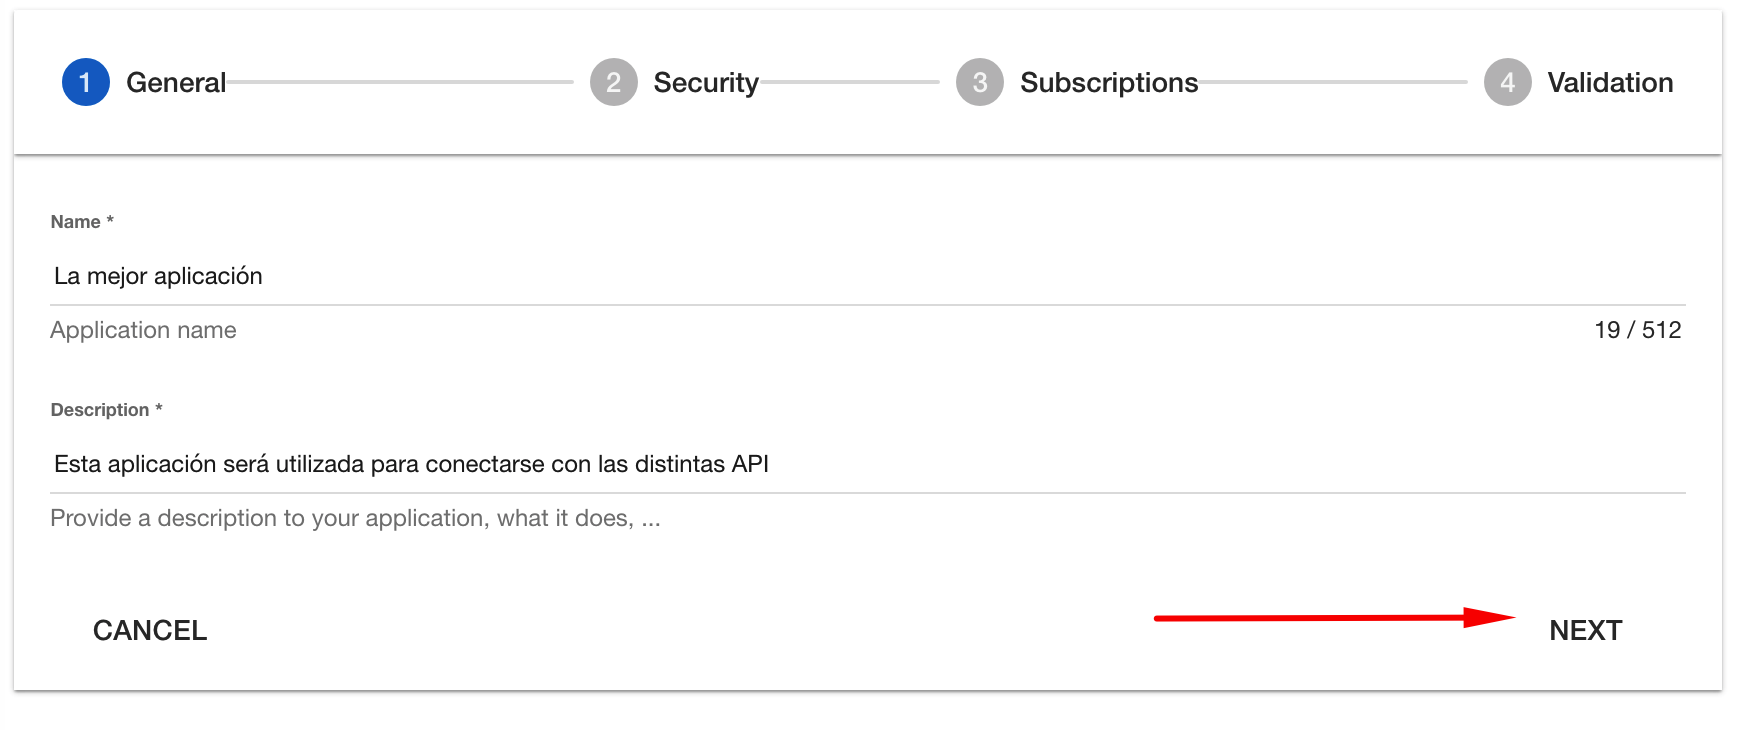 1 General 2 Security 3 Subscriptions 4 Validation
Name *
La mejor aplicación
Application name 19 / 512
Description *
Esta aplicación será utilizada para conectarse con las distintas API
Provide a description to your application, what it does, ...
CANCEL NEXT